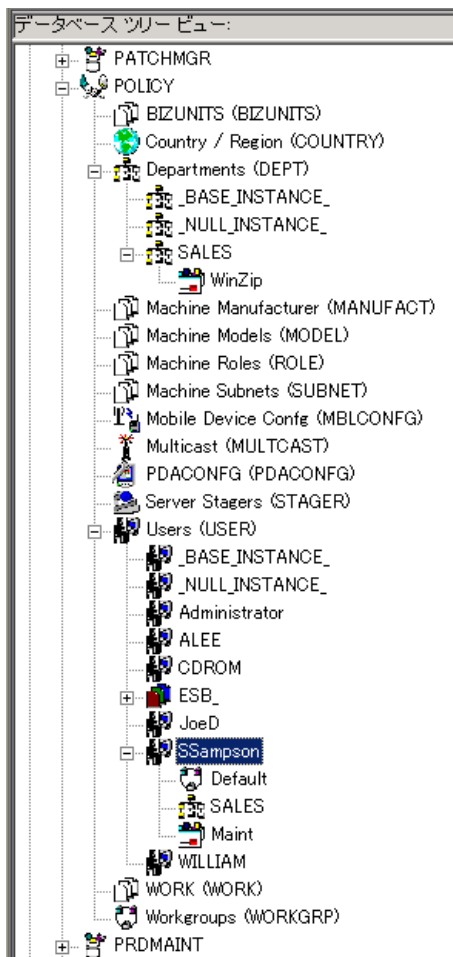 データベース ツリー ビュー:
PATCHMGR
POLICY
BIZUNITS (BIZUNITS)
Country / Region (COUNTRY)
Departments (DEPT)
_BASE_INSTANCE_
_NULL_INSTANCE_
SALES
WinZip
Machine Manufacturer (MANUFACT)
Machine Models (MODEL)
Machine Roles (ROLE)
Machine Subnets (SUBNET)
Mobile Device Confg (MBLCONFG)
Multicast (MULTCAST)
PDACONFG (PDACONFG)
Server Stagers (STAGER)
Users (USER)
_BASE_INSTANCE_
_NULL_INSTANCE_
Administrator
ALEE
CDROM
ESB_
JoeD
SSampson
Default
SALES
Maint
WILLIAM
WORK (WORK)
Workgroups (WORKGRP)
PRDMAINT